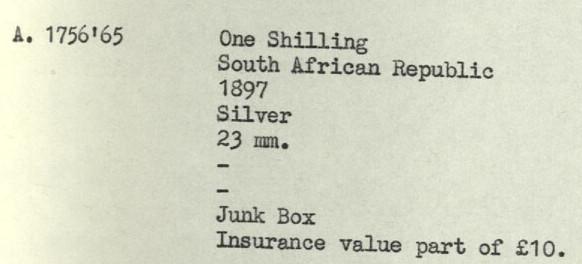 A. 1756'65 One Shilling
South African Republic
1897
Silver
23 mm.
-
-
Junk Box
Insurance value part of £10.